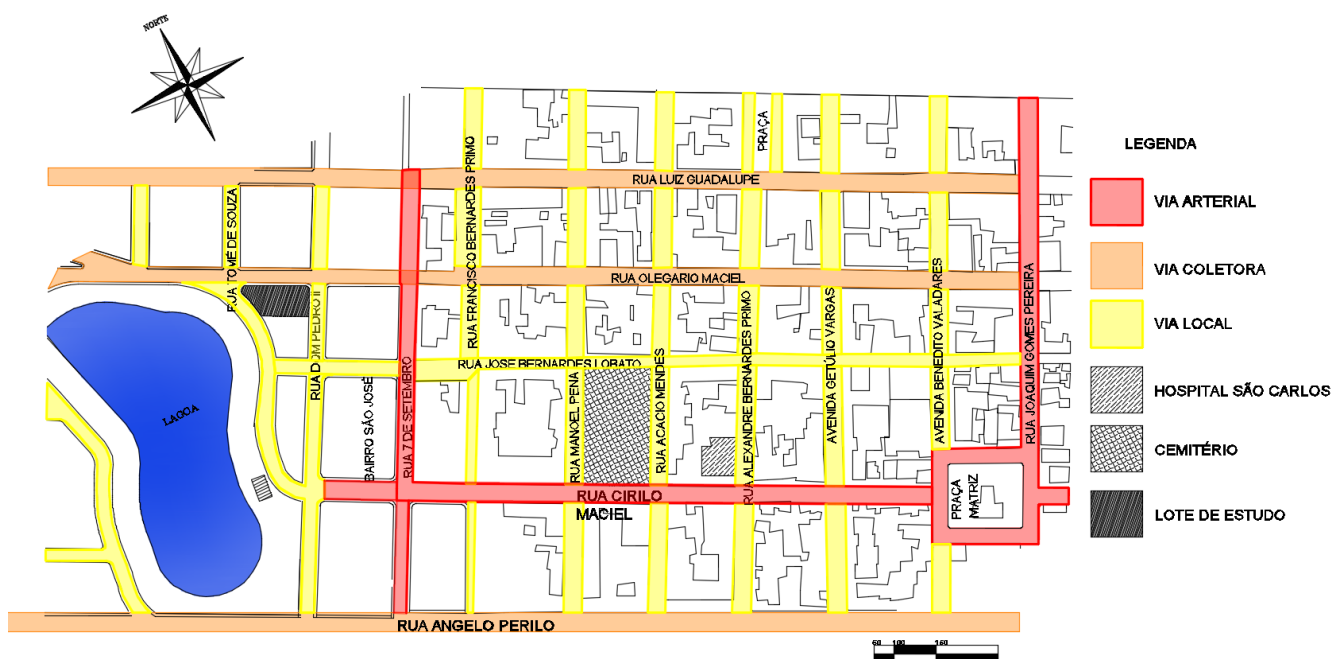 NORTE
PRAÇA
RUA LUIZ GUADALUPE
RUA FRANCISCO BERNARDES PRIMO
RUA TOMÉ DE SOUZA
RUA OLEGARIO MACIEL
RUA DOM PEDRO II
RUA 7 DE SETEMBRO
BAIRRO SÃO JOSÉ
RUA JOSE BERNARDES LOBATO
RUA MANOEL PENA
RUA ACACIO MENDES
RUA ALEXANDRE BERNARDES PRIMO
AVENIDA GETÚLIO VARGAS
AVENIDA BENEDITO VALADARES
RUA JOAQUIM GOMES PEREIRA
LAGOA
RUA CIRILO
MACIEL
PRAÇA
MATRIZ
RUA ANGELO PERILO
50 100 150
LEGENDA
VIA ARTERIAL
VIA COLETORA
VIA LOCAL
HOSPITAL SÃO CARLOS
CEMITÉRIO
LOTE DE ESTUDO